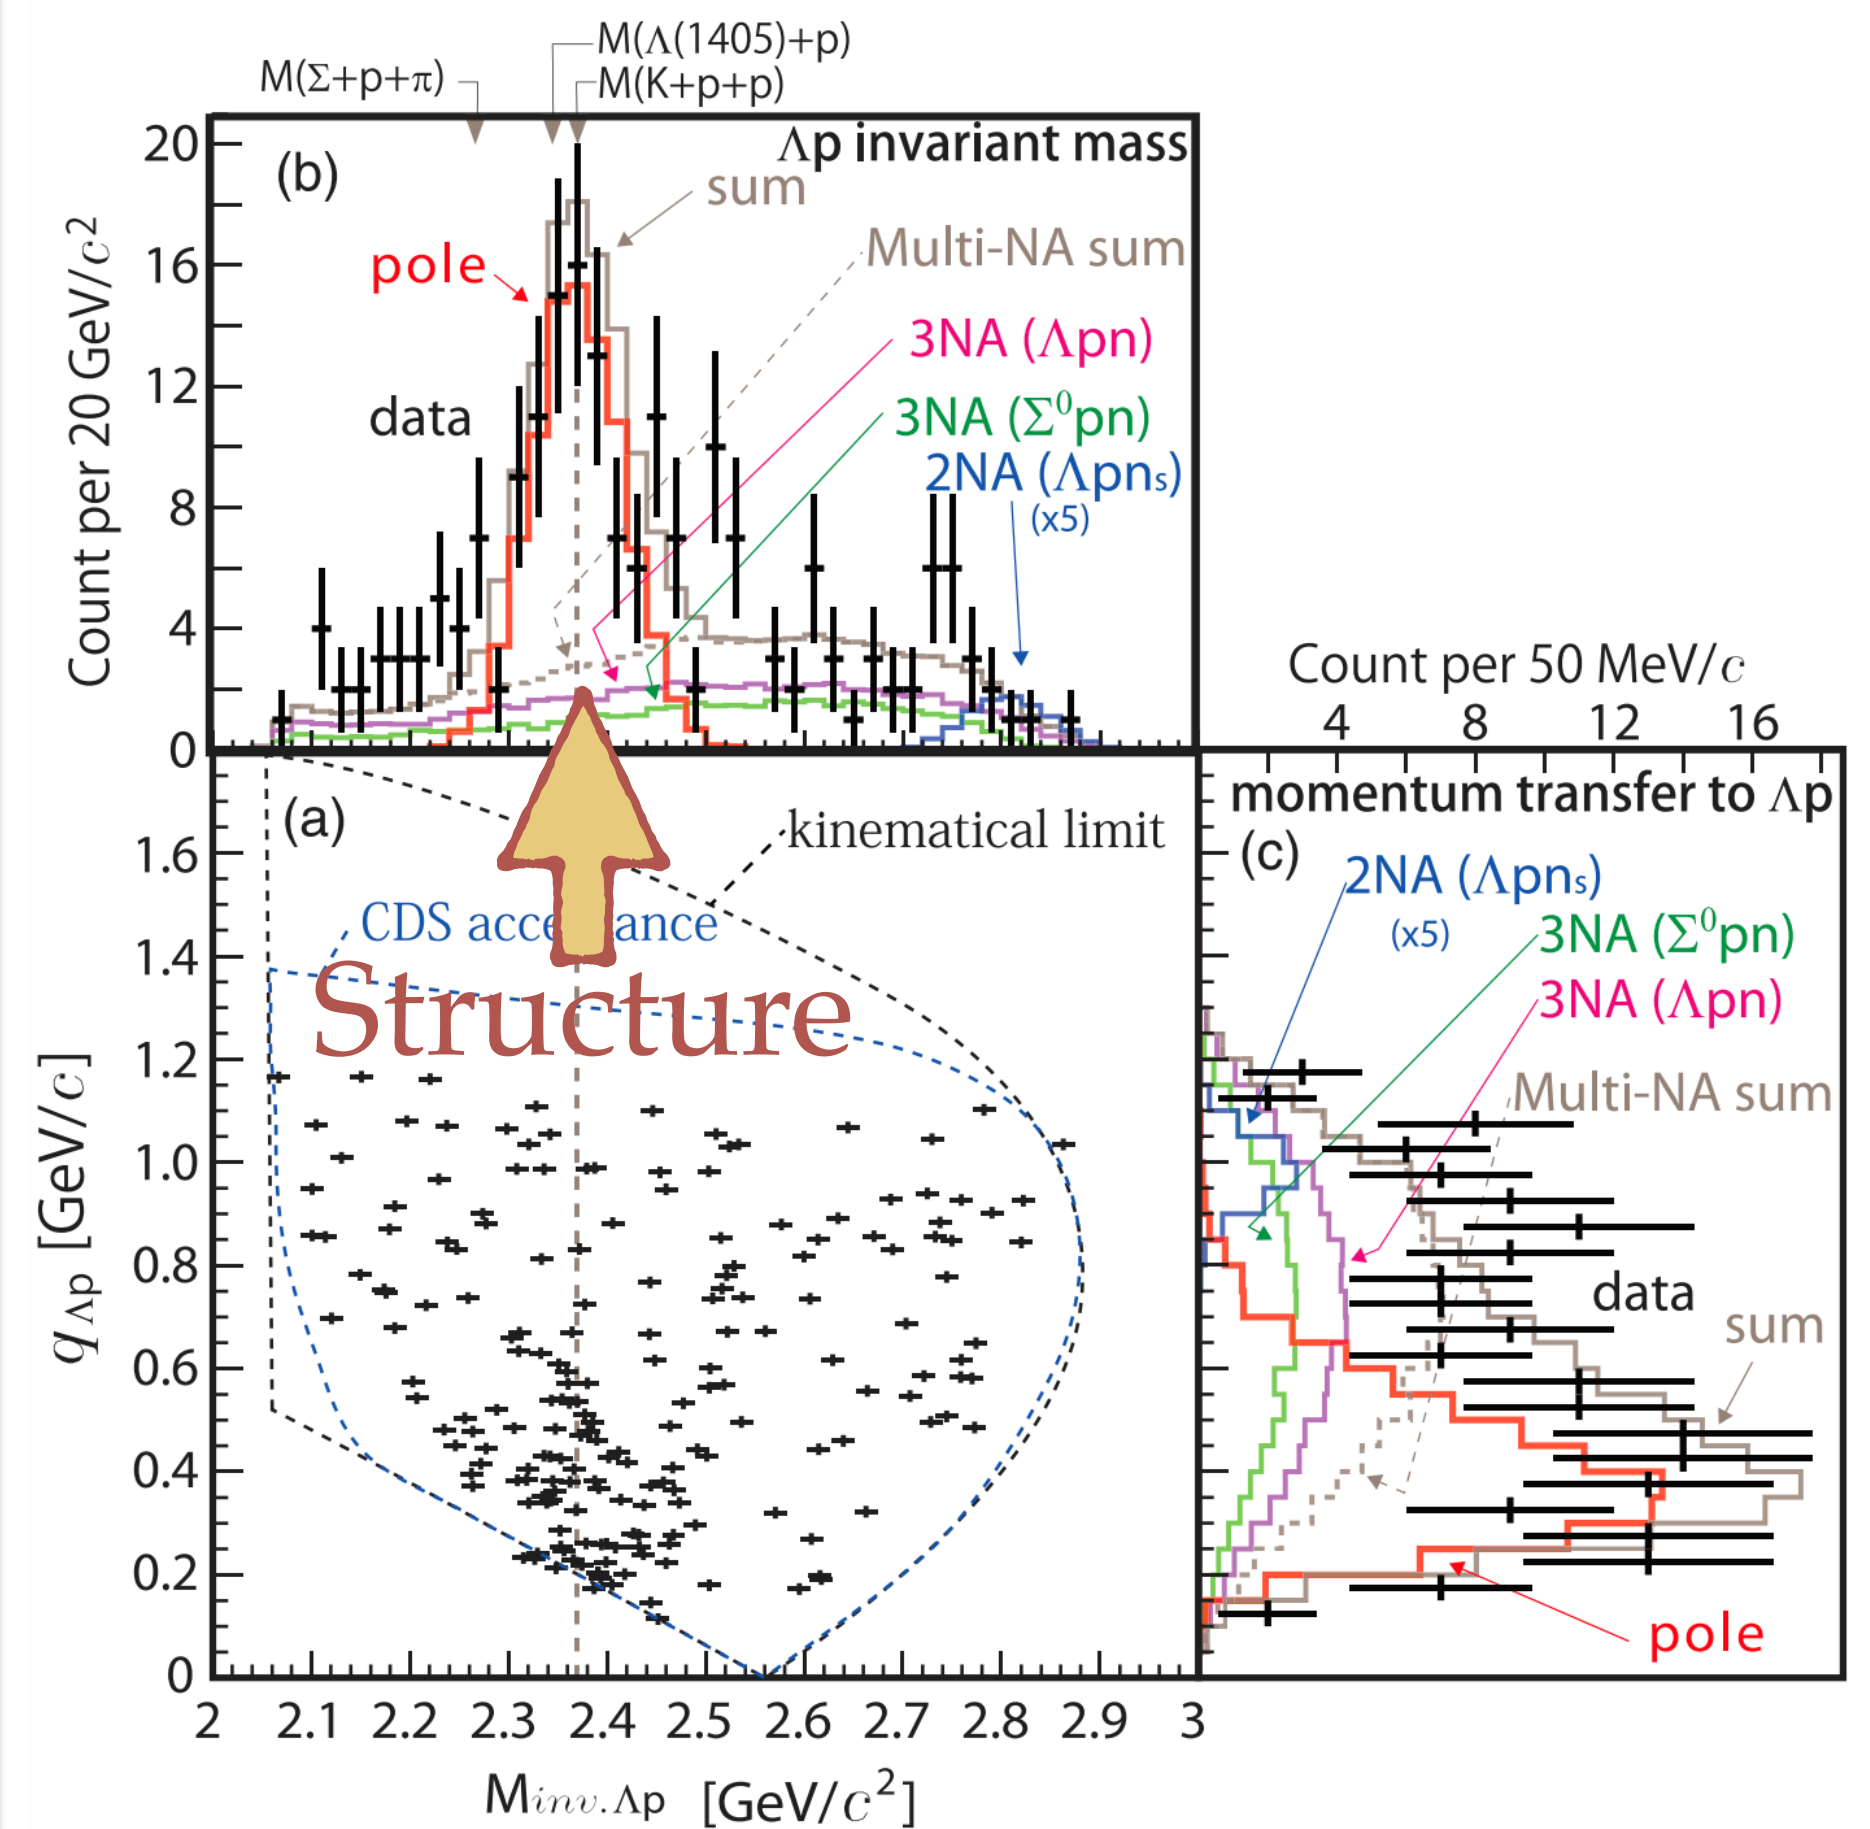 M(Λ(1405)+p)
M(Σ+p+π)
M(K+p+p)
Λp invariant mass
(b)
sum
Multi-NA sum
pole
3NA (Λpn)
data
3NA (Σ⁰pn)
2NA (Λpnₛ)
(x5)
Count per 20 GeV/c²
20
16
12
8
4
0
Count per 50 MeV/c
4 8 12 16
(a)
kinematical limit
CDS acce ance
Structure
q Λp [GeV/c]
1.6
1.4
1.2
1.0
0.8
0.6
0.4
0.2
0
2 2.1 2.2 2.3 2.4 2.5 2.6 2.7 2.8 2.9 3
M inv. Λp [GeV/c²]
momentum transfer to Λp
(c)
2NA (Λpnₛ)
(x5)
3NA (Σ⁰pn)
3NA (Λpn)
Multi-NA sum
data
sum
pole